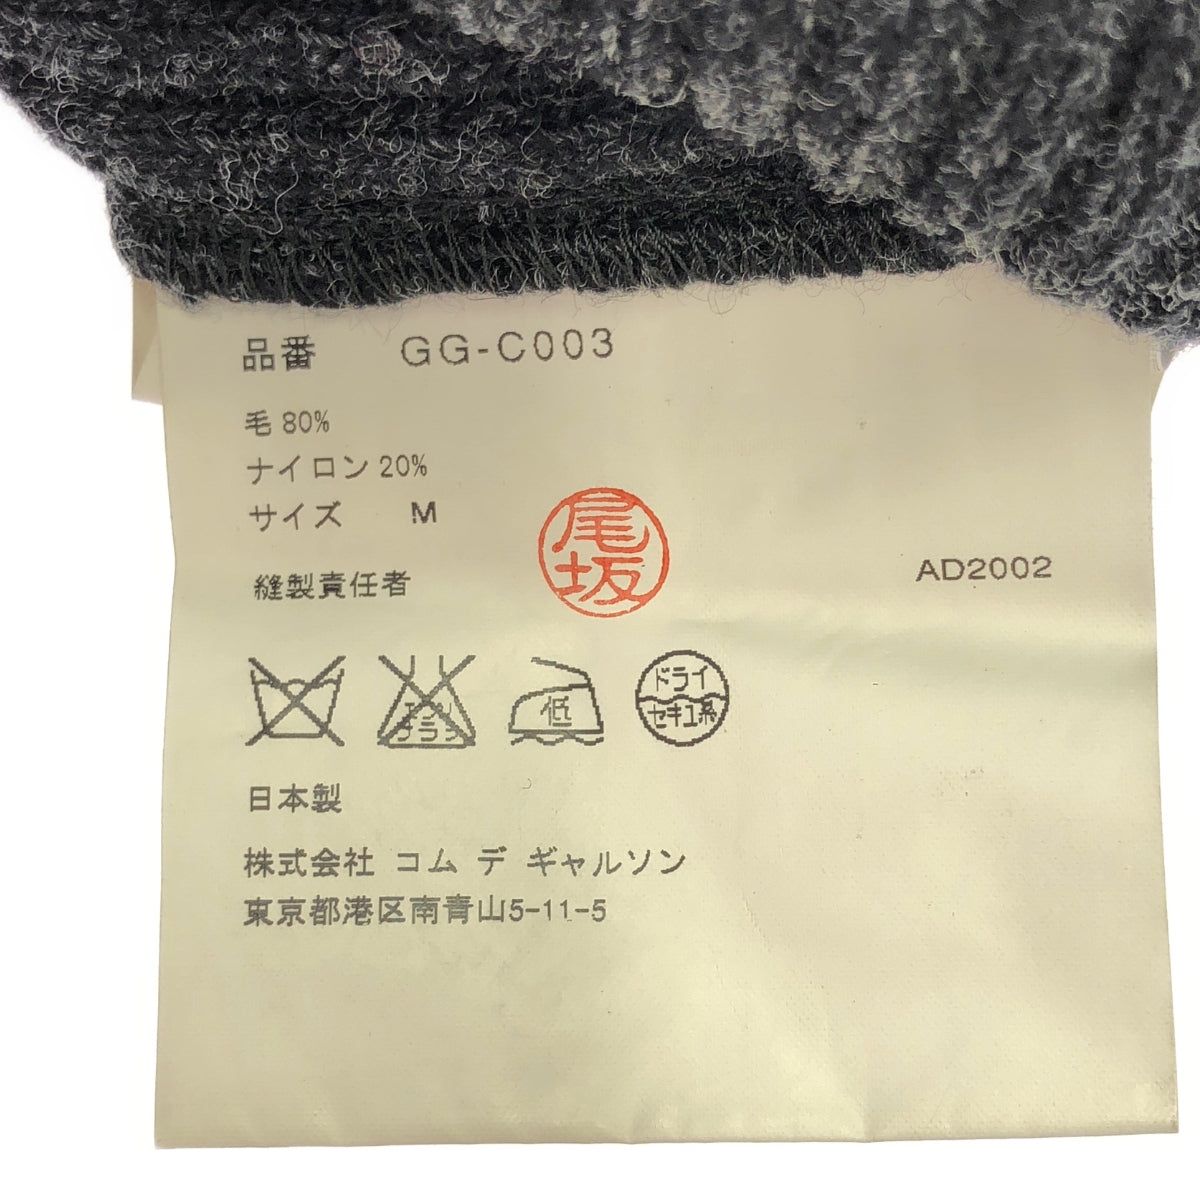 品番 GG-C003
毛 80%
ナイロン 20%
サイズ M
尾坂
縫製責任者
AD2002
低
ドライ
セキユ系
日本製
株式会社 コム デ ギャルソン
東京都港区南青山5-11-5